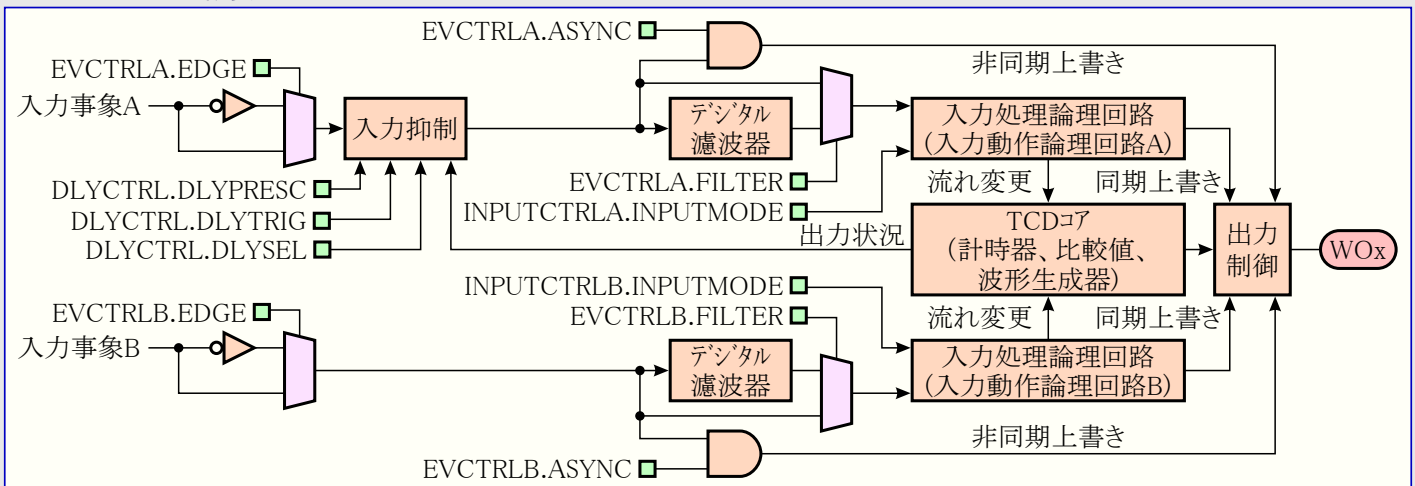 EVCTRLA.ASYNC
非同期上書き
EVCTRLA.EDGE
入力事象A
入力抑制
デジタル
濾波器
入力処理論理回路
(入力動作論理回路A)
DLYCTRL.DLYPRESC
DLYCTRL.DLYTRIG
DLYCTRL.DLYSEL
EVCTRLA.FILTER
INPUTCTRLA.INPUTMODE
流れ変更
同期上書き
出力状況
TCDコア
(計時器、比較値、
波形生成器)
出力
制御
WOx
INPUTCTRLB.INPUTMODE
EVCTRLB.FILTER
流れ変更
同期上書き
EVCTRLB.EDGE
入力事象B
デジタル
濾波器
入力処理論理回路
(入力動作論理回路B)
非同期上書き
EVCTRLB.ASYNC